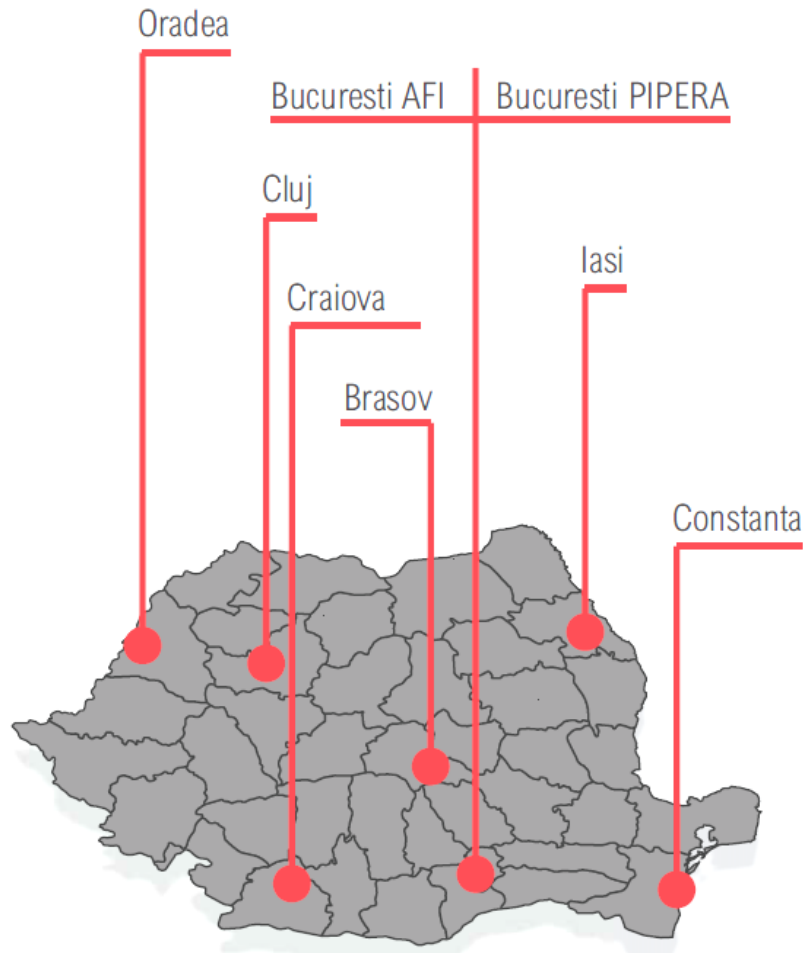 Oradea
Bucuresti AFI
Bucuresti PIPERA
Cluj
Iasi
Craiova
Brasov
Constanta